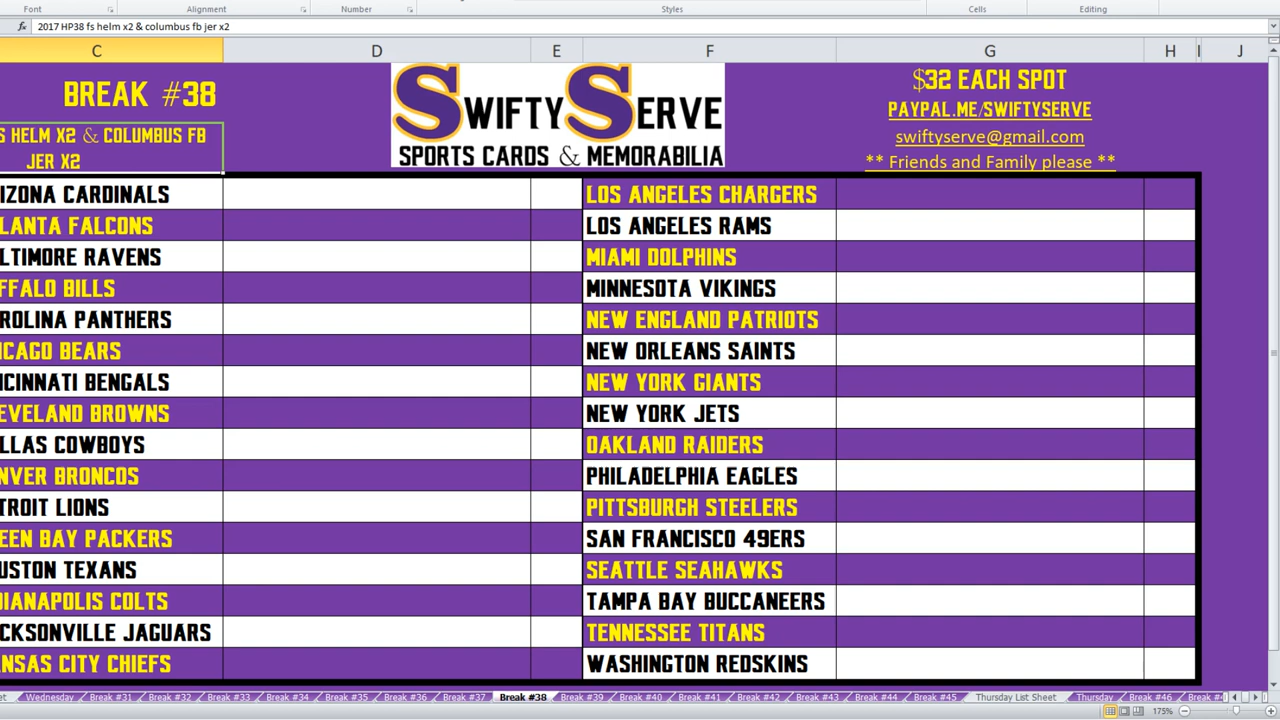 Font Alignment Number Styles Cells Editing
fx 2017 HP38 fs helm x2 & columbus fb jer x2
C D E F G H I J
BREAK #38
S HELM X2 & COLUMBUS FB
JER X2
SWIFTYSERVE
SPORTS CARDS & MEMORABILIA
$32 EACH SPOT
PAYPAL.ME/SWIFTYSERVE
swiftyserve@gmail.com
** Friends and Family please **
IZONA CARDINALS
LANTA FALCONS
LTIMORE RAVENS
FFALO BILLS
ROLINA PANTHERS
ICAGO BEARS
NCINNATI BENGALS
EVELAND BROWNS
LLAS COWBOYS
NVER BRONCOS
TROIT LIONS
EEN BAY PACKERS
USTON TEXANS
DIANAPOLIS COLTS
CKSONVILLE JAGUARS
NSAS CITY CHIEFS
LOS ANGELES CHARGERS
LOS ANGELES RAMS
MIAMI DOLPHINS
MINNESOTA VIKINGS
NEW ENGLAND PATRIOTS
NEW ORLEANS SAINTS
NEW YORK GIANTS
NEW YORK JETS
OAKLAND RAIDERS
PHILADELPHIA EAGLES
PITTSBURGH STEELERS
SAN FRANCISCO 49ERS
SEATTLE SEAHAWKS
TAMPA BAY BUCCANEERS
TENNESSEE TITANS
WASHINGTON REDSKINS
et Wednesday Break #31 Break #32 Break #33 Break #34 Break #35 Break #36 Break #37 Break #38 Break #39 Break #40 Break #41 Break #42 Break #43 Break #44 Break #45 Thursday List Sheet Thursday Break #46 Break #4
175%